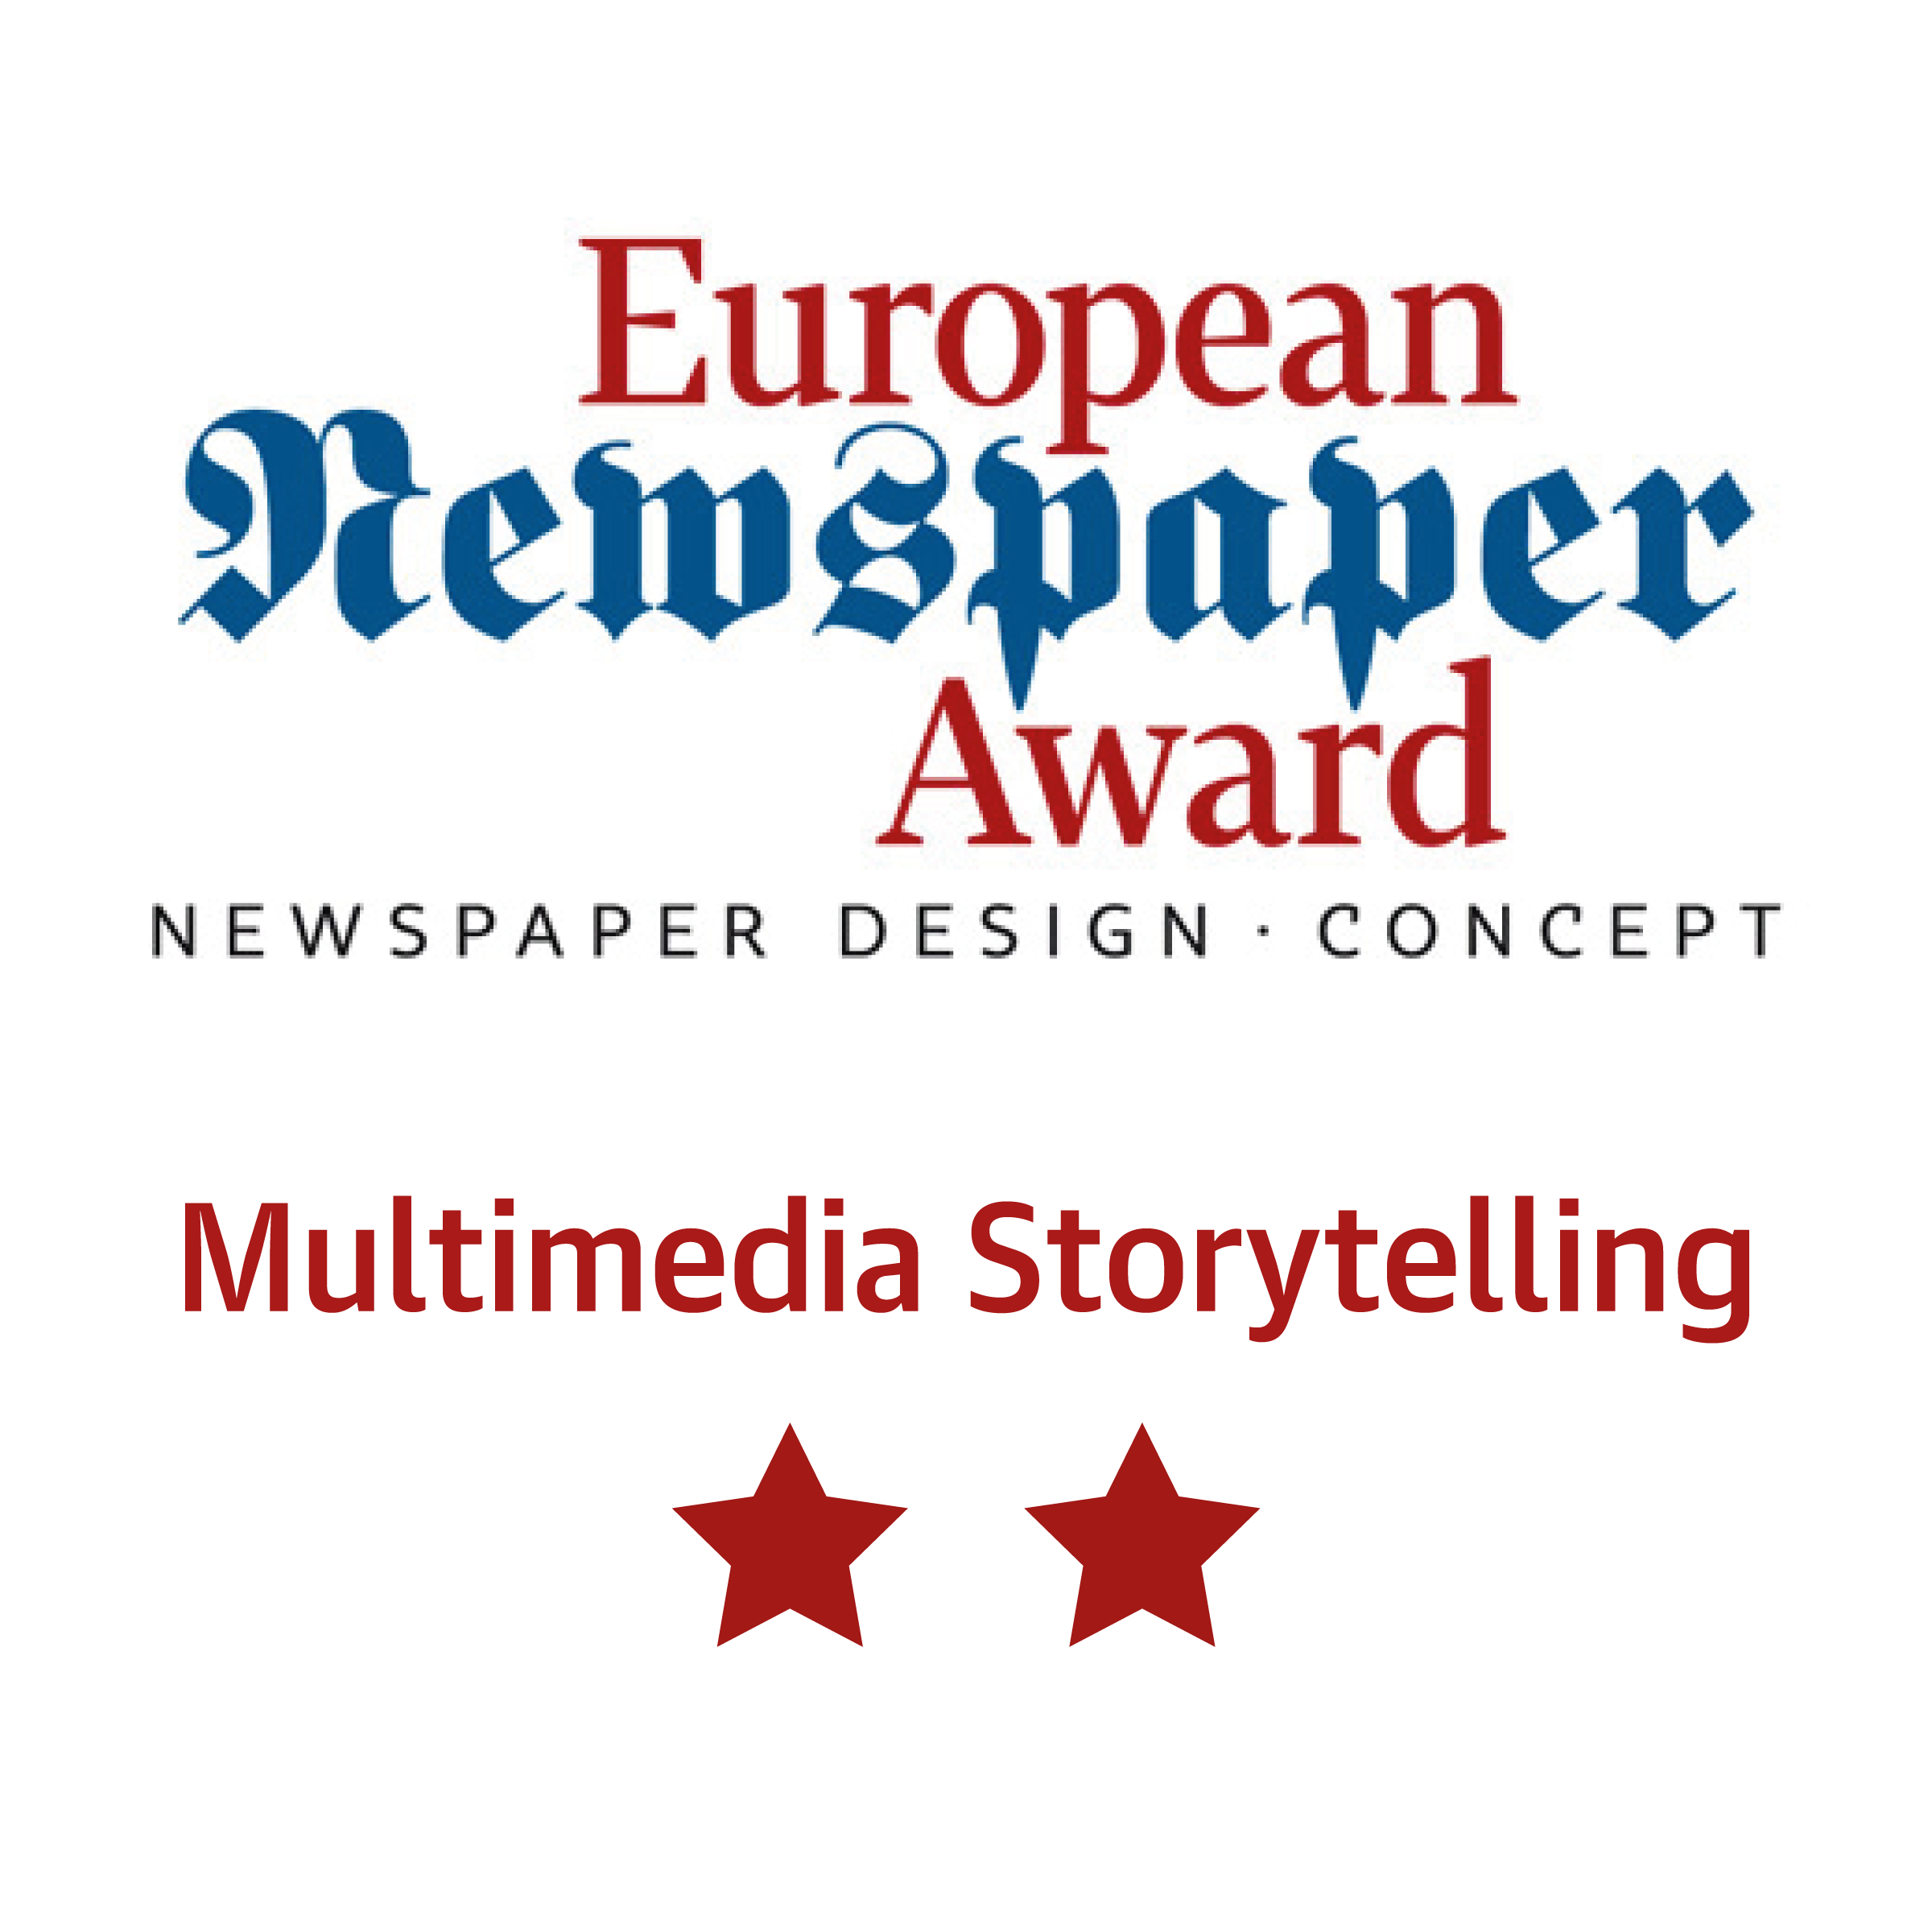 European
Newspaper
Award
NEWSPAPER DESIGN · CONCEPT
Multimedia Storytelling